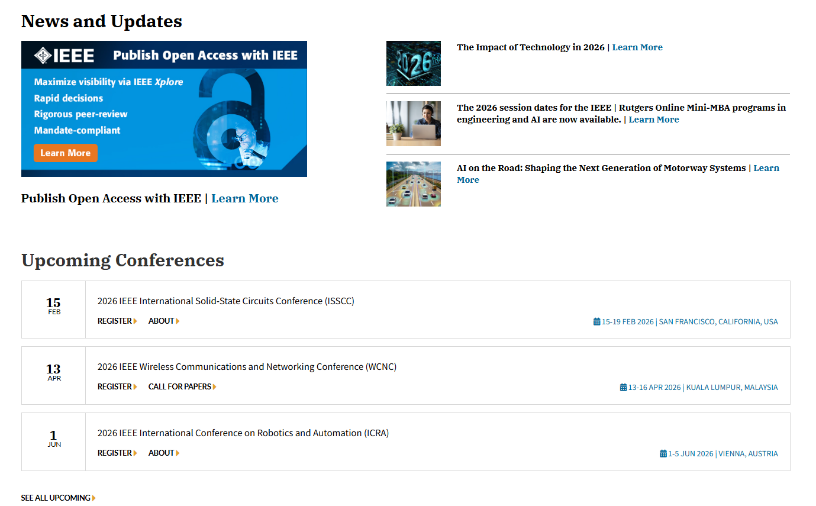 News and Updates
IEEE Publish Open Access with IEEE
Maximize visibility via IEEE Xplore
Rapid decisions
Rigorous peer-review
Mandate-compliant
Learn More
Publish Open Access with IEEE | Learn More
2026
The Impact of Technology in 2026 | Learn More
The 2026 session dates for the IEEE | Rutgers Online Mini-MBA programs in
engineering and AI are now available. | Learn More
AI on the Road: Shaping the Next Generation of Motorway Systems | Learn
More
Upcoming Conferences
15
FEB
2026 IEEE International Solid-State Circuits Conference (ISSCC)
REGISTER ABOUT
15-19 FEB 2026 | SAN FRANCISCO, CALIFORNIA, USA
13
APR
2026 IEEE Wireless Communications and Networking Conference (WCNC)
REGISTER CALL FOR PAPERS
13-16 APR 2026 | KUALA LUMPUR, MALAYSIA
1
JUN
2026 IEEE International Conference on Robotics and Automation (ICRA)
REGISTER ABOUT
1-5 JUN 2026 | VIENNA, AUSTRIA
SEE ALL UPCOMING